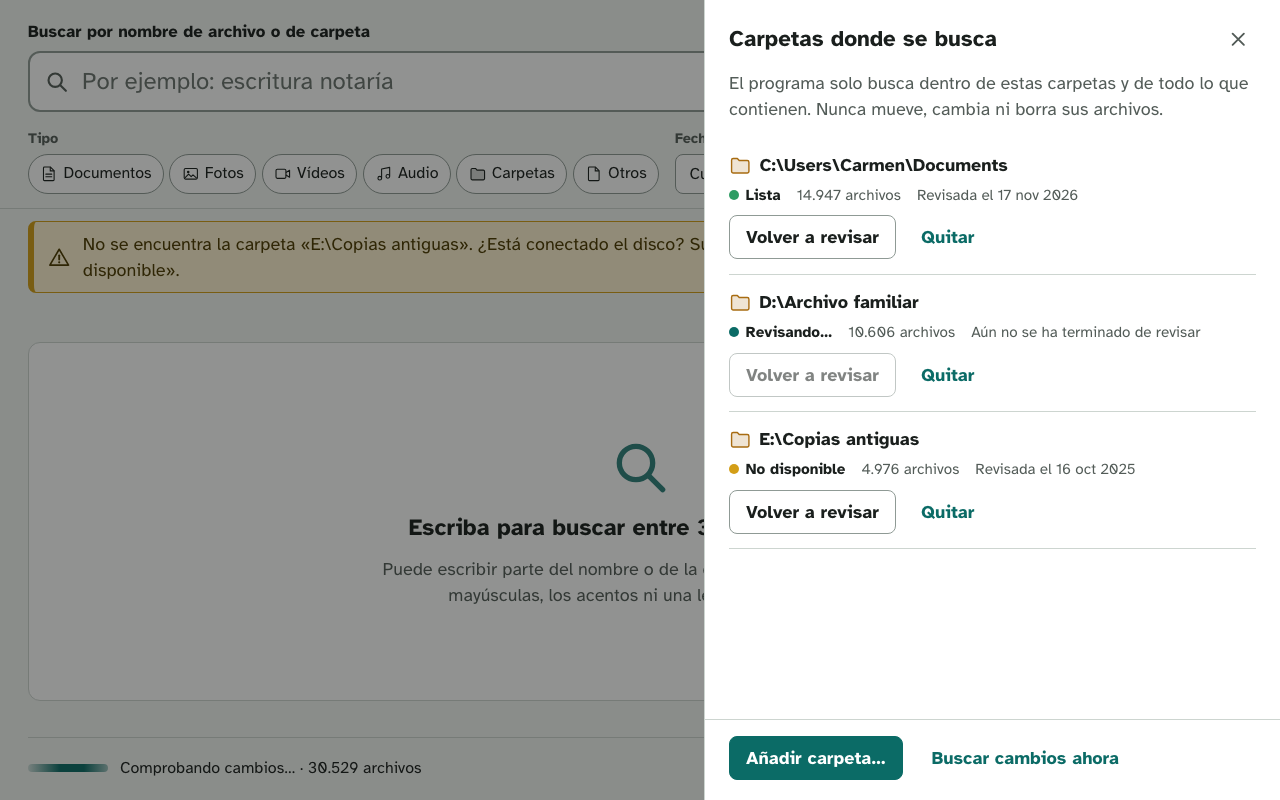 Buscar por nombre de archivo o de carpeta
Por ejemplo: escritura notaría
Tipo
Documentos
Fotos
Vídeos
Audio
Carpetas
Otros
No se encuentra la carpeta «E:\Copias antiguas». ¿Está conectado el disco?
disponible».
Escriba para buscar entre
Puede escribir parte del nombre o de la
mayúsculas, los acentos ni una
Comprobando cambios… · 30.529 archivos
Carpetas donde se busca
El programa solo busca dentro de estas carpetas y de todo lo que
contienen. Nunca mueve, cambia ni borra sus archivos.
C:\Users\Carmen\Documents
Lista 14.947 archivos Revisada el 17 nov 2026
Volver a revisar Quitar
D:\Archivo familiar
Revisando… 10.606 archivos Aún no se ha terminado de revisar
Volver a revisar Quitar
E:\Copias antiguas
No disponible 4.976 archivos Revisada el 16 oct 2025
Volver a revisar Quitar
Añadir carpeta… Buscar cambios ahora